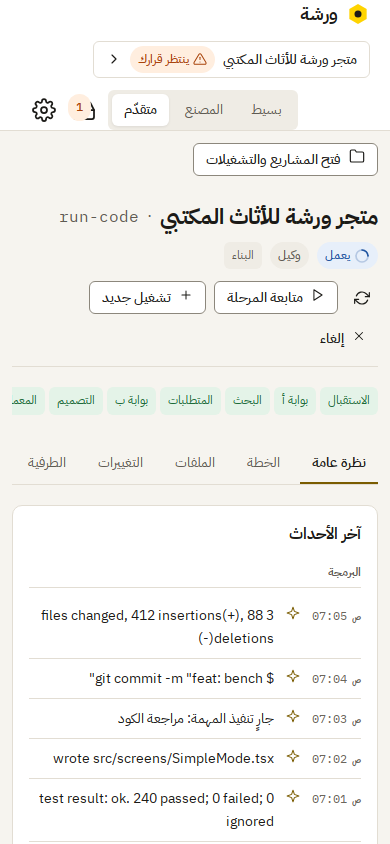 ورشة
متجر ورشة للأثاث المكتبي ينتظر قرارك
بسيط المصنع متقدّم 1
فتح المشاريع والتشغيلات
متجر ورشة للأثاث المكتبي · run-code
يعمل وكيل البناء
متابعة المرحلة تشغيل جديد
إلغاء
الاستقبال بوابة أ البحث المتطلبات بوابة ب التصميم
نظرة عامة الخطة الملفات التغييرات الطرفية
آخر الأحداث
البرمجة
07:05 ص files changed, 412 insertions(+), 88 3
deletions(-)
07:04 ص $ git commit -m "feat: bench"
07:03 ص جارٍ تنفيذ المهمة: مراجعة الكود
07:02 ص wrote src/screens/SimpleMode.tsx
07:01 ص test result: ok. 240 passed; 0 failed; 0
ignored